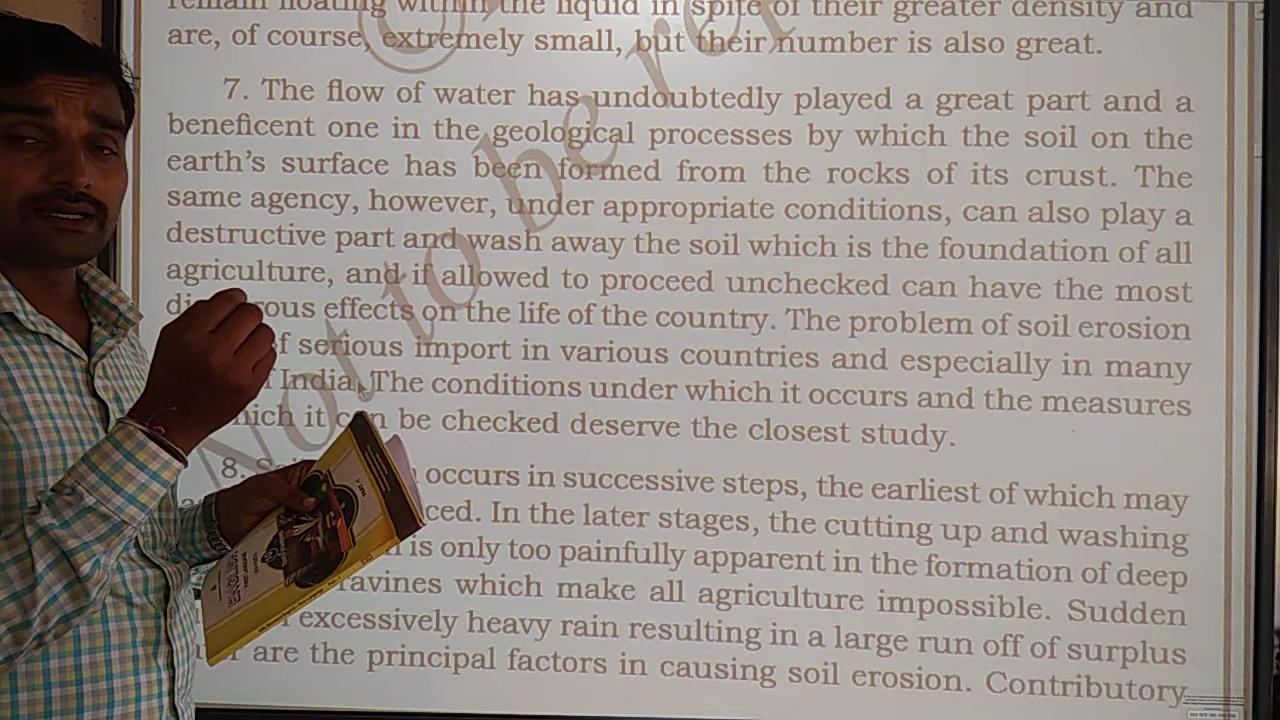 remain floating within the liquid in spite of their greater density and
are, of course, extremely small, but their number is also great.
7. The flow of water has undoubtedly played a great part and a
beneficent one in the geological processes by which the soil on the
earth's surface has been formed from the rocks of its crust. The
same agency, however, under appropriate conditions, can also play a
destructive part and wash away the soil which is the foundation of all
agriculture, and if allowed to proceed unchecked can have the most
effects on the life of the country. The problem of soil erosion
serious import in various countries and especially in many
India. The conditions under which it occurs and the measures
it can be checked deserve the closest study.
8. occurs in successive steps, the earliest of which may
In the later stages, the cutting up and washing
is only too painfully apparent in the formation of deep
ravines which make all agriculture impossible. Sudden
excessively heavy rain resulting in a large run off of surplus
are the principal factors in causing soil erosion. Contributory
Not to be re